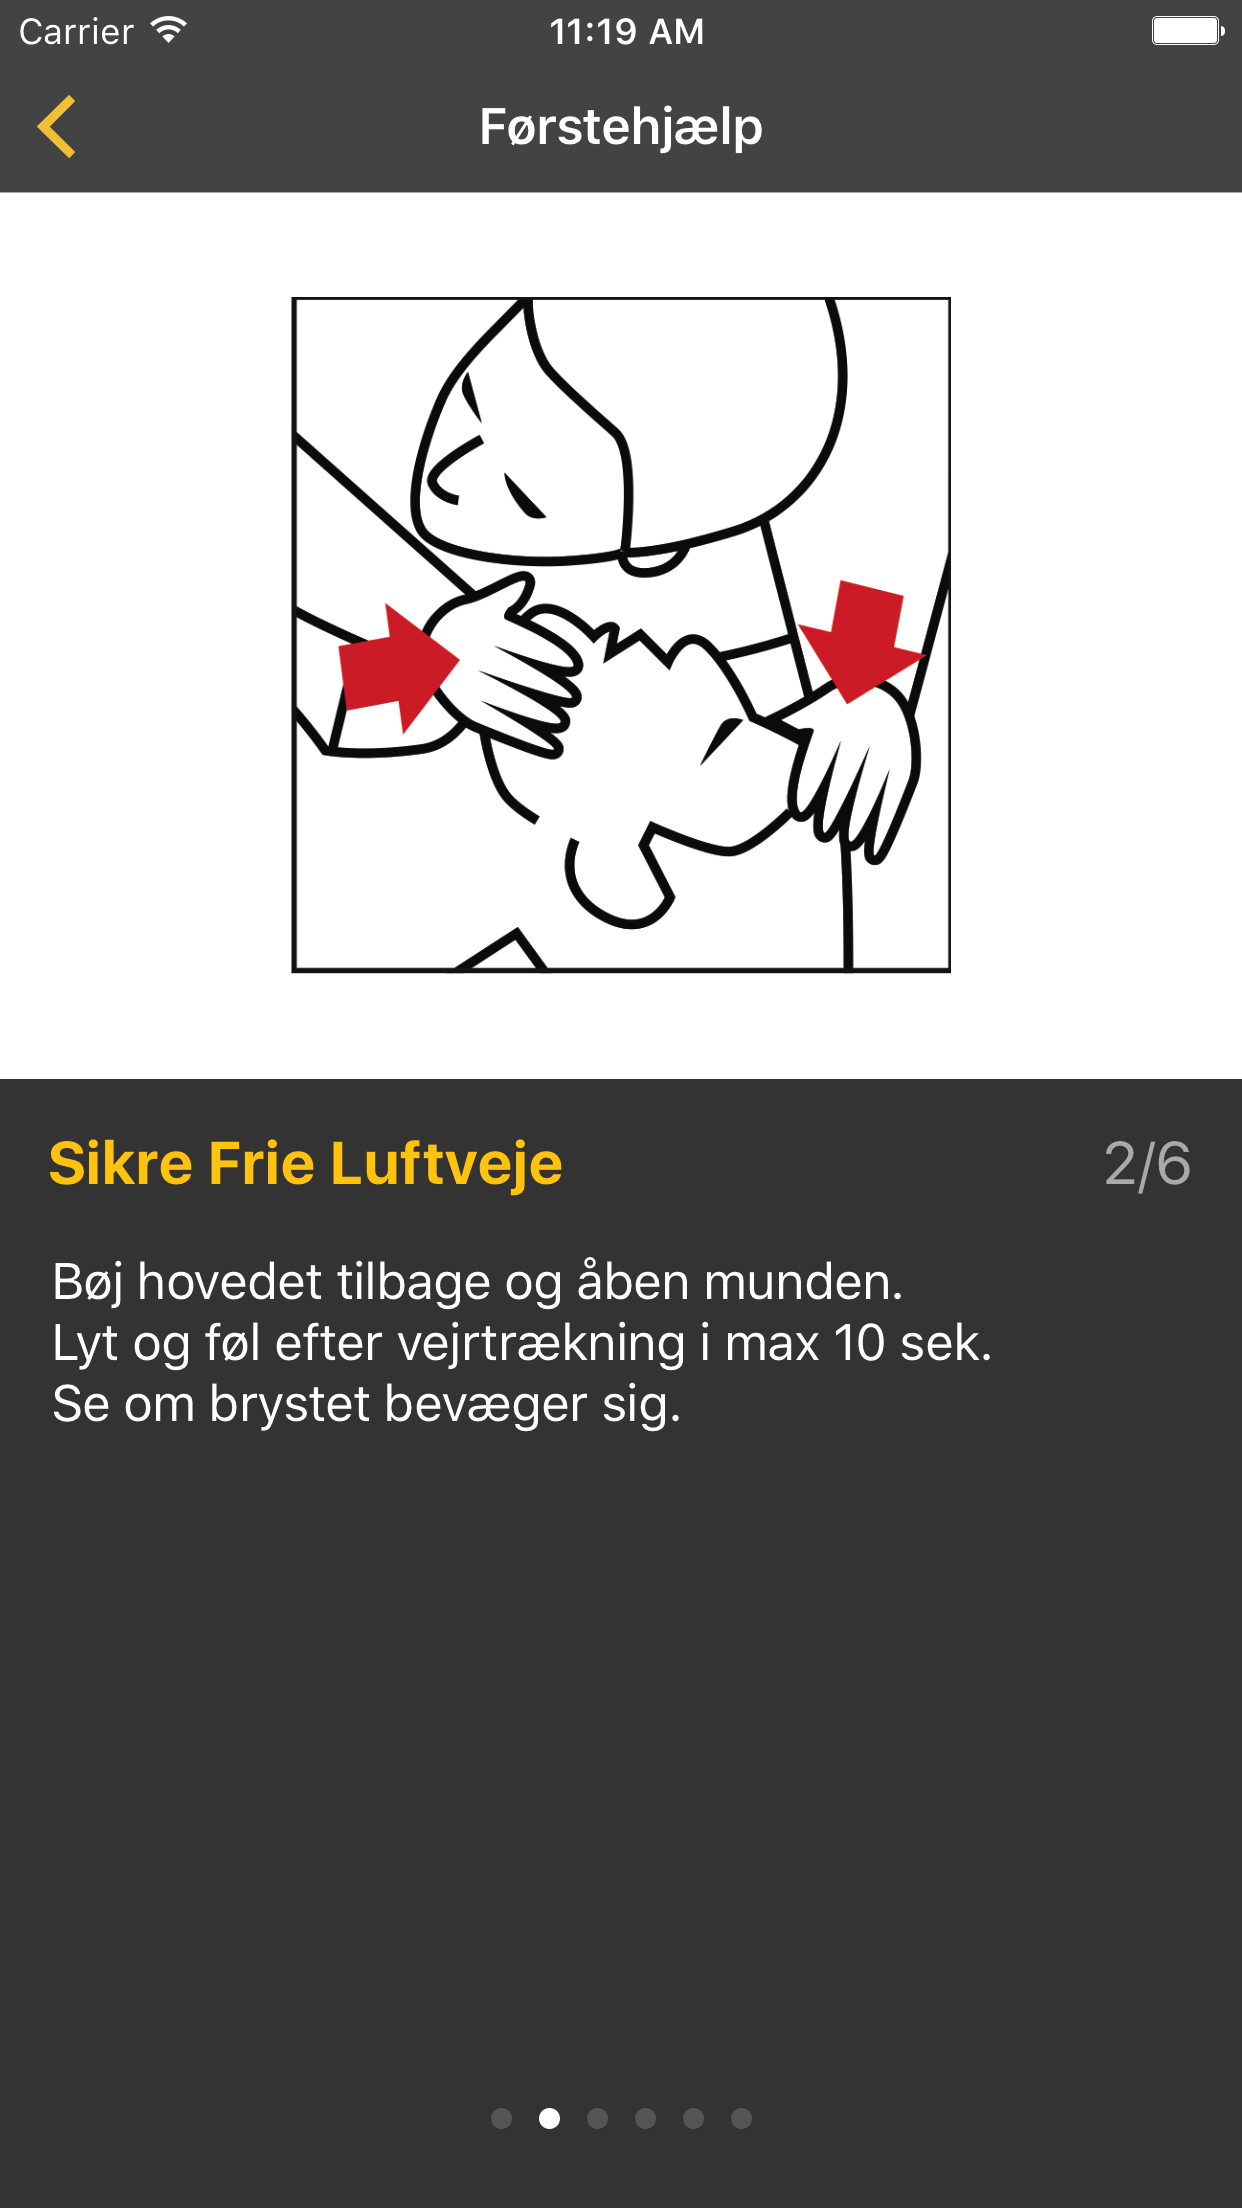 Carrier
11:19 AM
Førstehjælp
Sikre Frie Luftveje
2/6
Bøj hovedet tilbage og åben munden.
Lyt og føl efter vejrtrækning i max 10 sek.
Se om brystet bevæger sig.